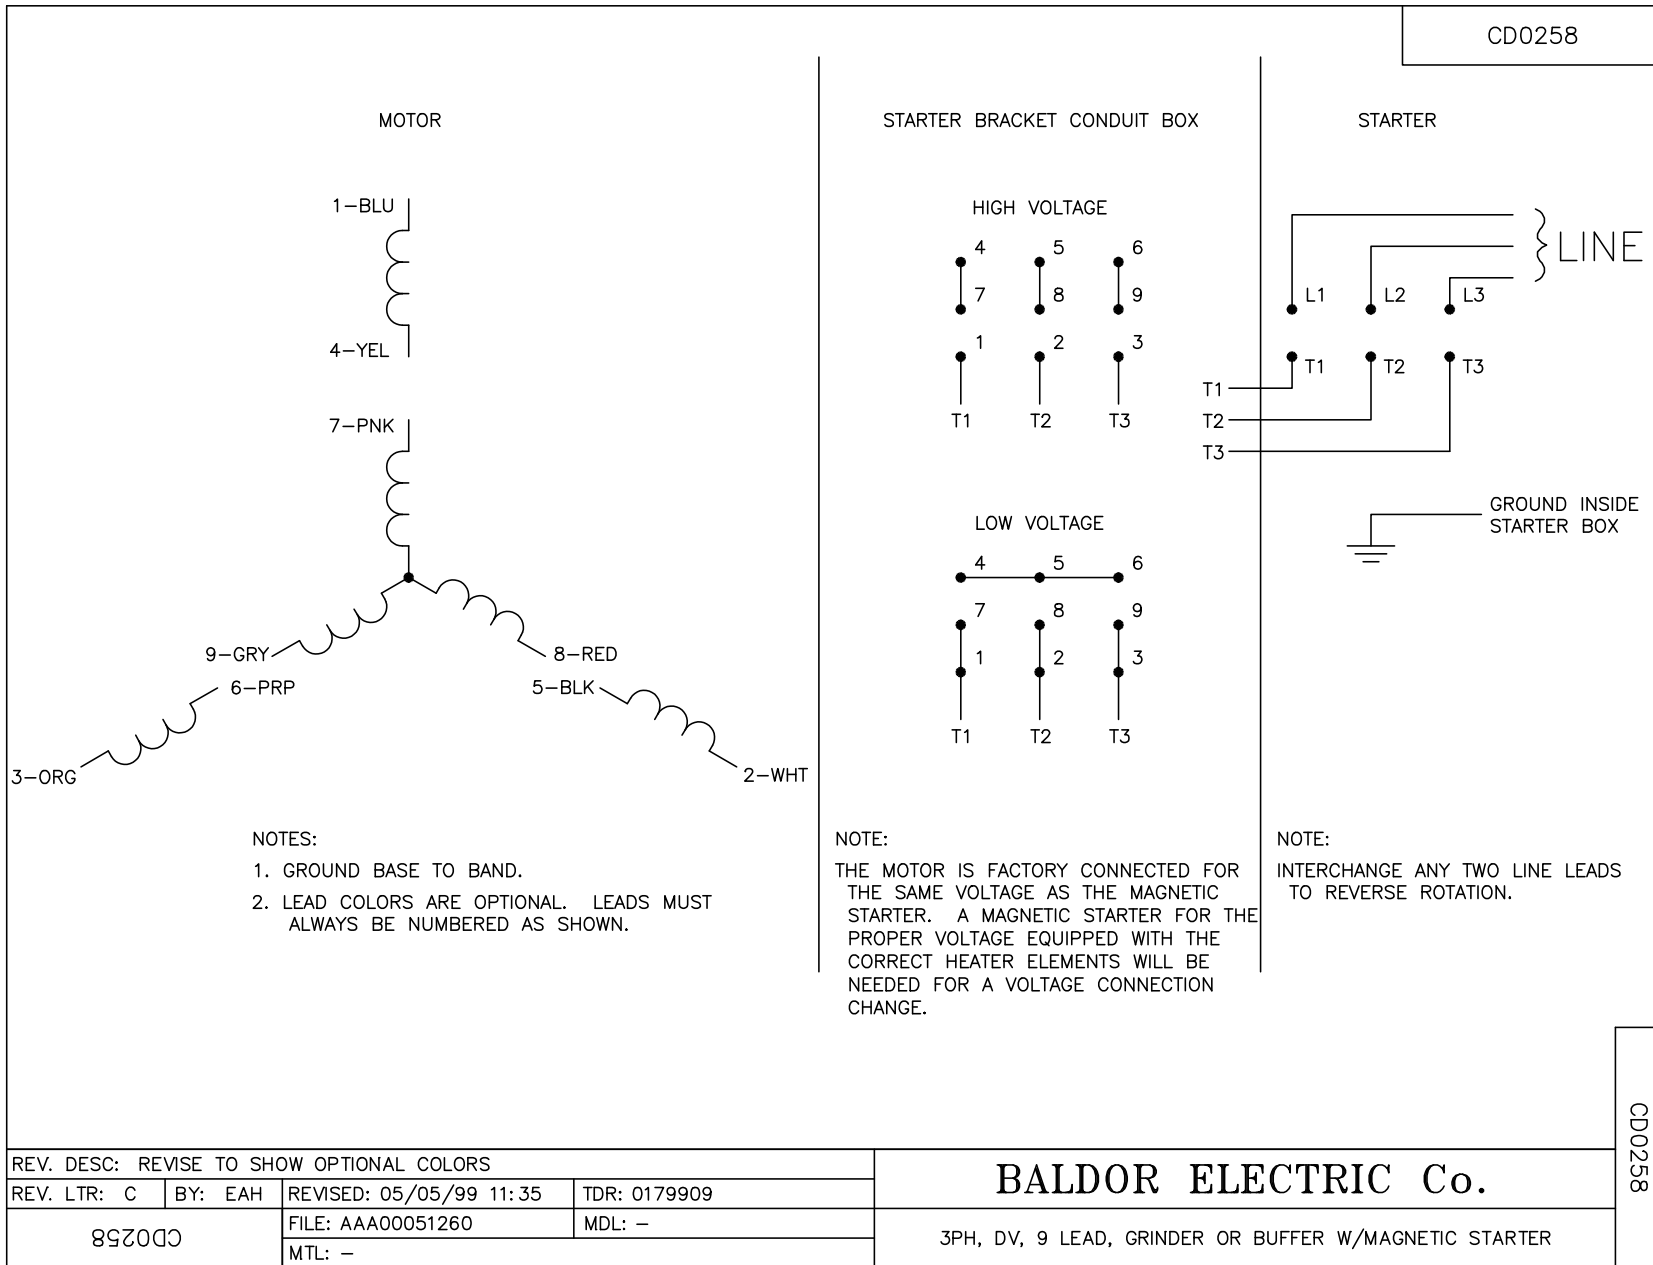 CD0258
MOTOR
1-BLU
4-YEL
7-PNK
9-GRY
8-RED
6-PRP
5-BLK
3-ORG
2-WHT
NOTES:
1. GROUND BASE TO BAND.
2. LEAD COLORS ARE OPTIONAL. LEADS MUST
ALWAYS BE NUMBERED AS SHOWN.
STARTER BRACKET CONDUIT BOX
HIGH VOLTAGE
4 5 6
7 8 9
1 2 3
T1 T2 T3
LOW VOLTAGE
4 5 6
7 8 9
1 2 3
T1 T2 T3
NOTE:
THE MOTOR IS FACTORY CONNECTED FOR
THE SAME VOLTAGE AS THE MAGNETIC
STARTER. A MAGNETIC STARTER FOR THE
PROPER VOLTAGE EQUIPPED WITH THE
CORRECT HEATER ELEMENTS WILL BE
NEEDED FOR A VOLTAGE CONNECTION
CHANGE.
STARTER
LINE
L1 L2 L3
T1 T2 T3
T1
T2
T3
GROUND INSIDE
STARTER BOX
NOTE:
INTERCHANGE ANY TWO LINE LEADS
TO REVERSE ROTATION.
CD0258
REV. DESC: REVISE TO SHOW OPTIONAL COLORS
REV. LTR: C BY: EAH REVISED: 05/05/99 11:35 TDR: 0179909
CD0258
FILE: AAA00051260 MDL: -
MTL: -
BALDOR ELECTRIC Co.
3PH, DV, 9 LEAD, GRINDER OR BUFFER W/MAGNETIC STARTER